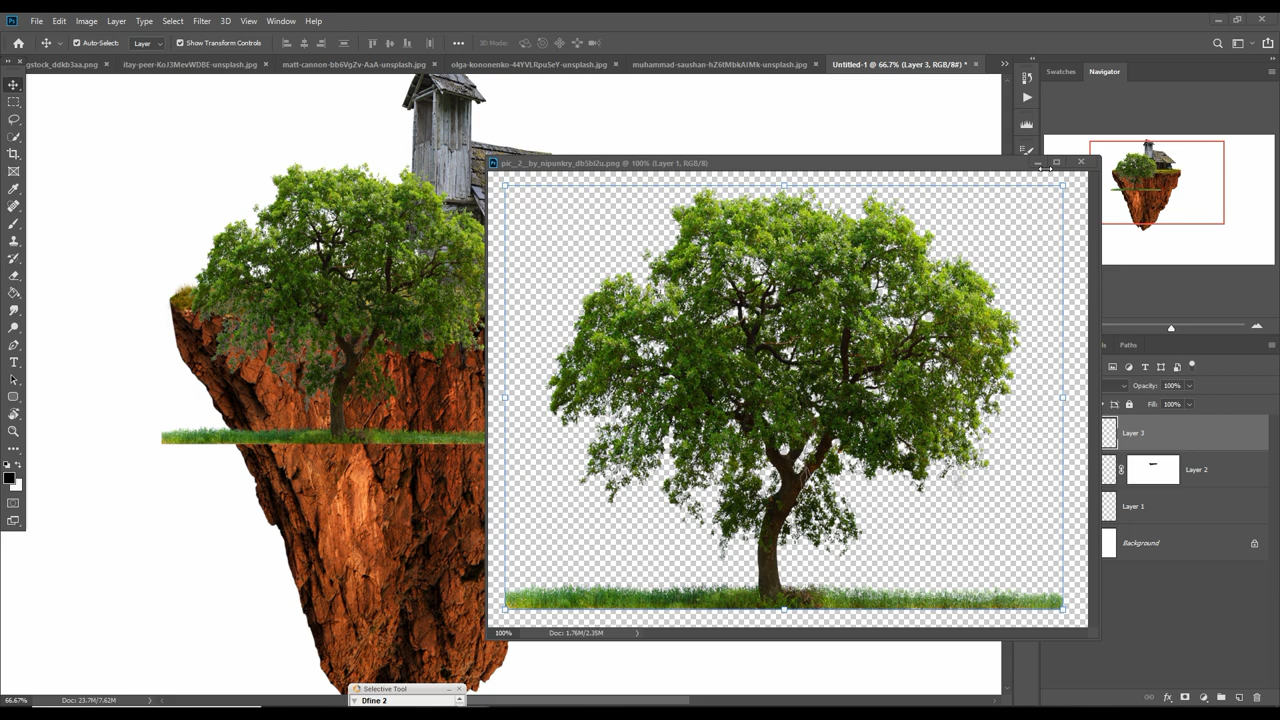 Ps File Edit Image Layer Type Select Filter 3D View Window Help
Auto-Select: Layer Show Transform Controls 3D Mode:
gstock_ddkb3aa.png itay-peer-KoJ3MevWDBE-unsplash.jpg matt-cannon-bb6VgZv-AaA-unsplash.jpg olga-kononenko-44YVLRpuSeY-unsplash.jpg muhammad-saushan-hZ6tMbkAIMk-unsplash.jpg Untitled-1 @ 66.7% (Layer 3, RGB/8#) *
Swatches Navigator
pic__2__by_nipunkry_db5bl2u.png @ 100% (Layer 1, RGB/8)
ls Paths
Opacity: 100%
Fill: 100%
Layer 3
Layer 2
Layer 1
Background
100% Doc: 1.76M/2.35M
Selective Tool
Dfine 2
66.67% Doc: 23.7M/7.62M